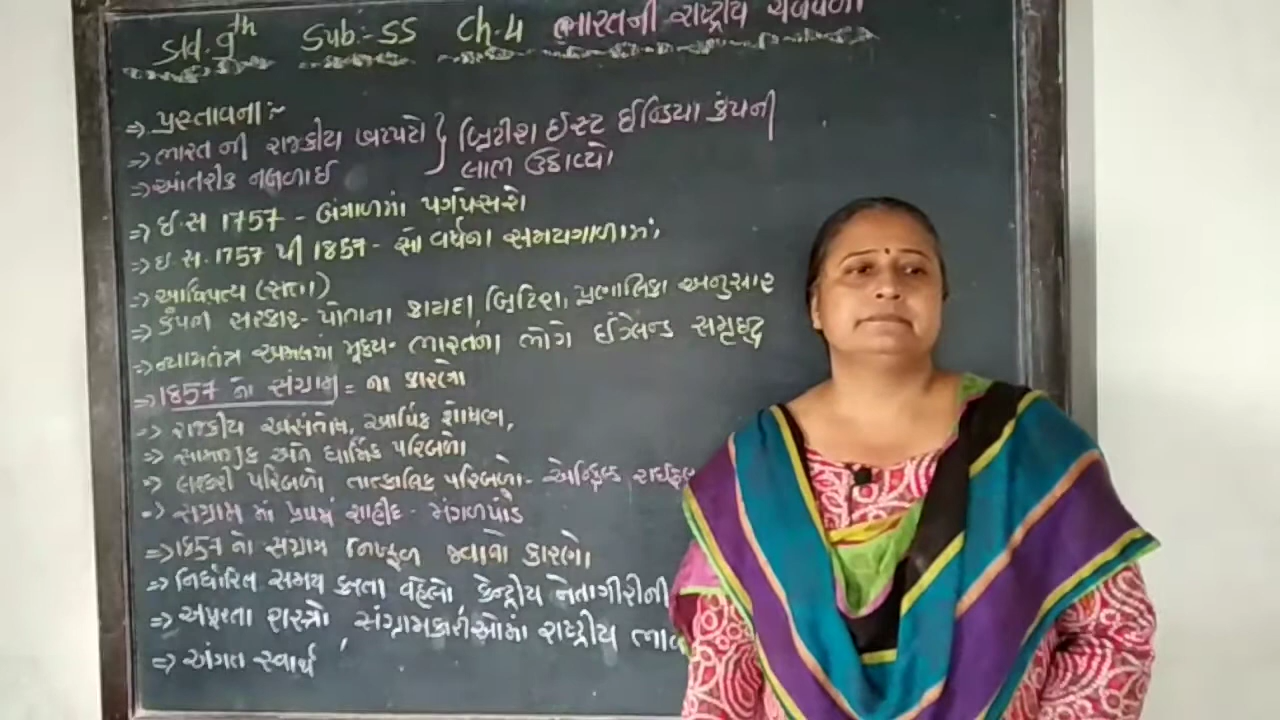 Std. 9th Sub:- SS Ch-4 ભારતની રાષ્ટ્રીય ચળવળો
⇒ પ્રસ્તાવના :-
⇒ ભારત ની રાજકીય ખટપટો } બ્રિટીશ ઈસ્ટ ઈન્ડિયા કંપની
⇒ આંતરીક નબળાઈ લાભ ઉઠાવ્યો
⇒ ઈ.સ 1757 - બંગાળમાં પગપેસરો
⇒ ઇ.સ. 1757 થી 1857 - સો વર્ષના સમયગાળામાં,
⇒ આધિપત્ય (સત્તા)
⇒ કંપની સરકાર - પોતાના કાયદા બ્રિટિશ, પ્રણાલિકા અનુસાર
⇒ ન્યાયતંત્ર અમલમાં મૂક્યા - ભારતના ભોગે ઈંગ્લેન્ડ સમૃદ્ધ
⇒ 1857 નો સંગ્રામ = ના કારણો
⇒ રાજકીય અસંતોષ, આર્થિક શોષણ,
⇒ સામાજીક અને ધાર્મિક પરિબળો
⇒ લશ્કરી પરિબળો તાત્કાલિક પરિબળો - એન્ફિલ્ડ રાઈફલ
⇒ સંગ્રામ માં પ્રથમ શહીદ - મંગળપાંડે
⇒ 1857 નો સંગ્રામ નિષ્ફળ જવાનો કારણો
⇒ નિર્ધારિત સમય કરતા વહેલો કેન્દ્રીય નેતાગીરીની
⇒ અપૂરતા શસ્ત્રો, સંગ્રામકારીઓમાં રાષ્ટ્રીય
⇒ અંગત સ્વાર્થ